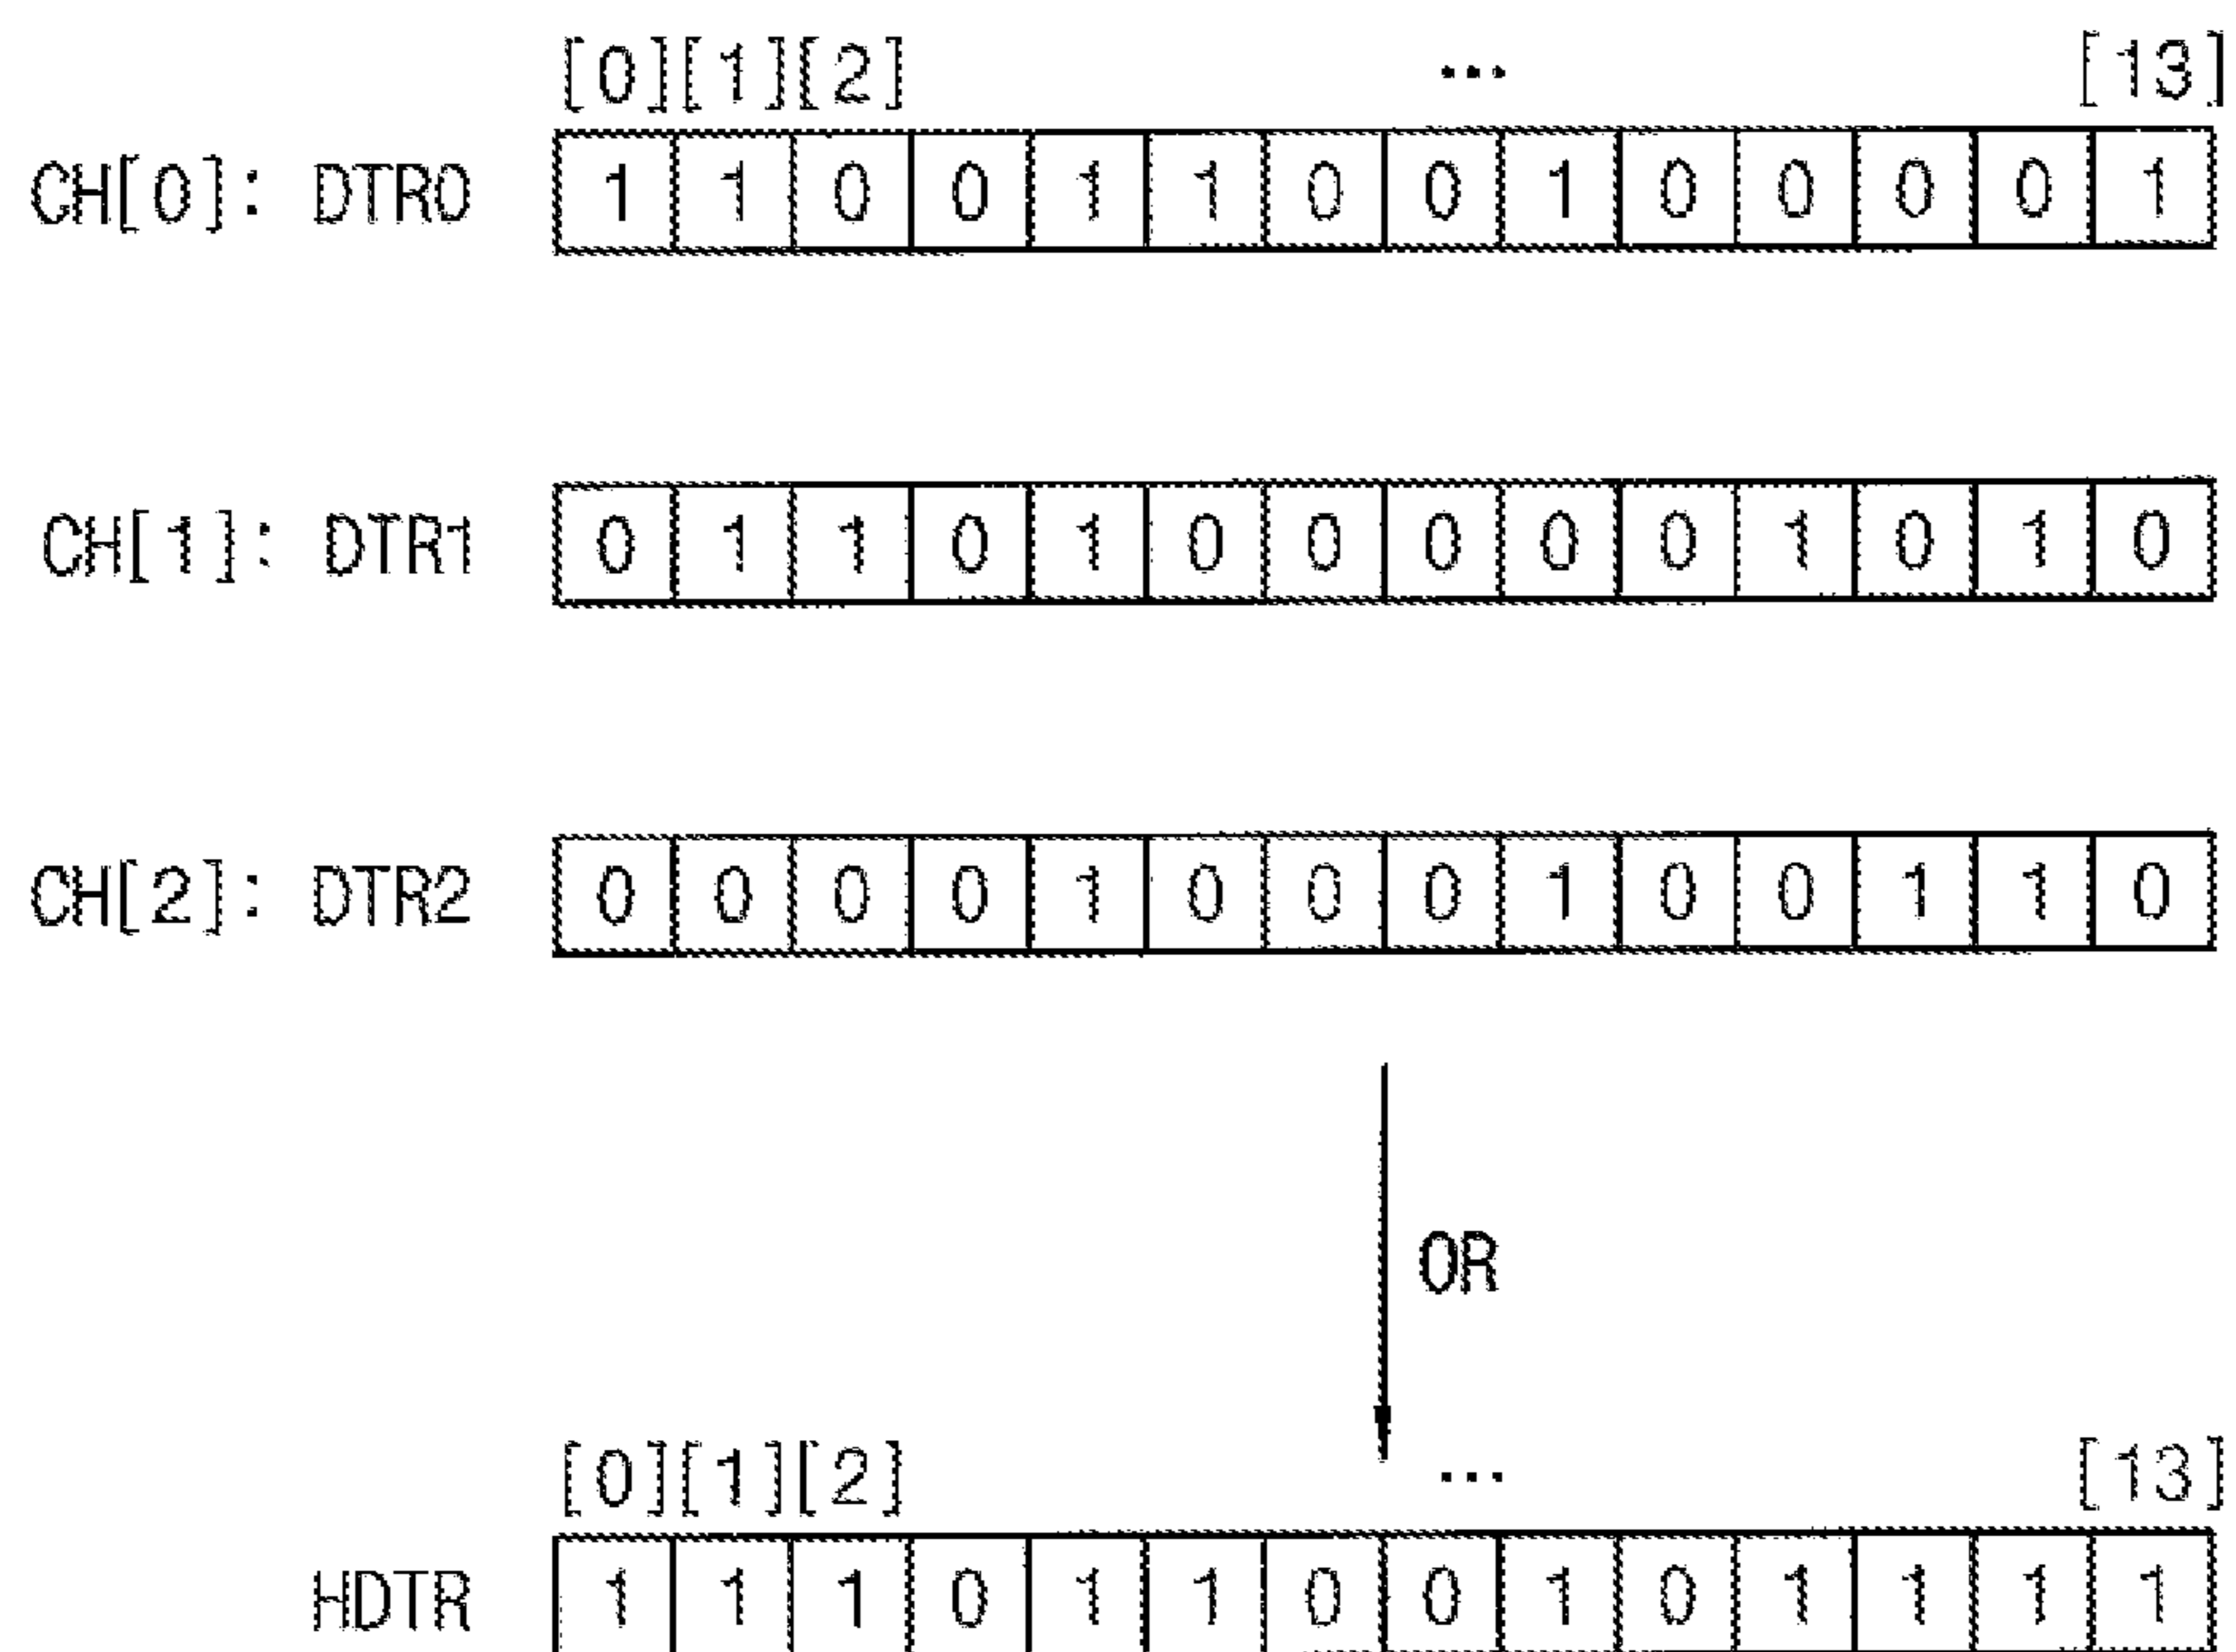 [0][1][2] ... [13]
CH[0]: DTR0 1 1 0 0 1 1 0 0 1 0 0 0 0 1
CH[1]: DTR1 0 1 1 0 1 0 0 0 0 0 1 0 1 0
CH[2]: DTR2 0 0 0 0 1 0 0 0 1 0 0 1 1 0
OR
[0][1][2] ... [13]
HDTR 1 1 1 0 1 1 0 0 1 0 1 1 1 1